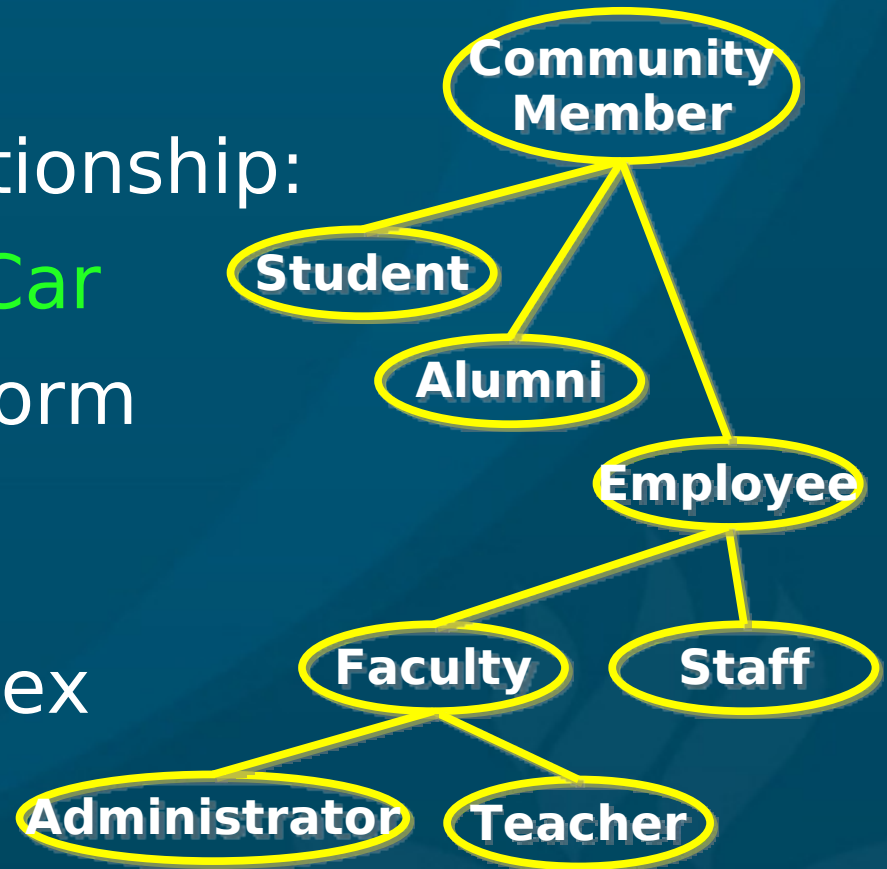 Community
Member
tionship:
Car
Student
Alumni
orm
Employee
Faculty
Staff
ex
Administrator
Teacher